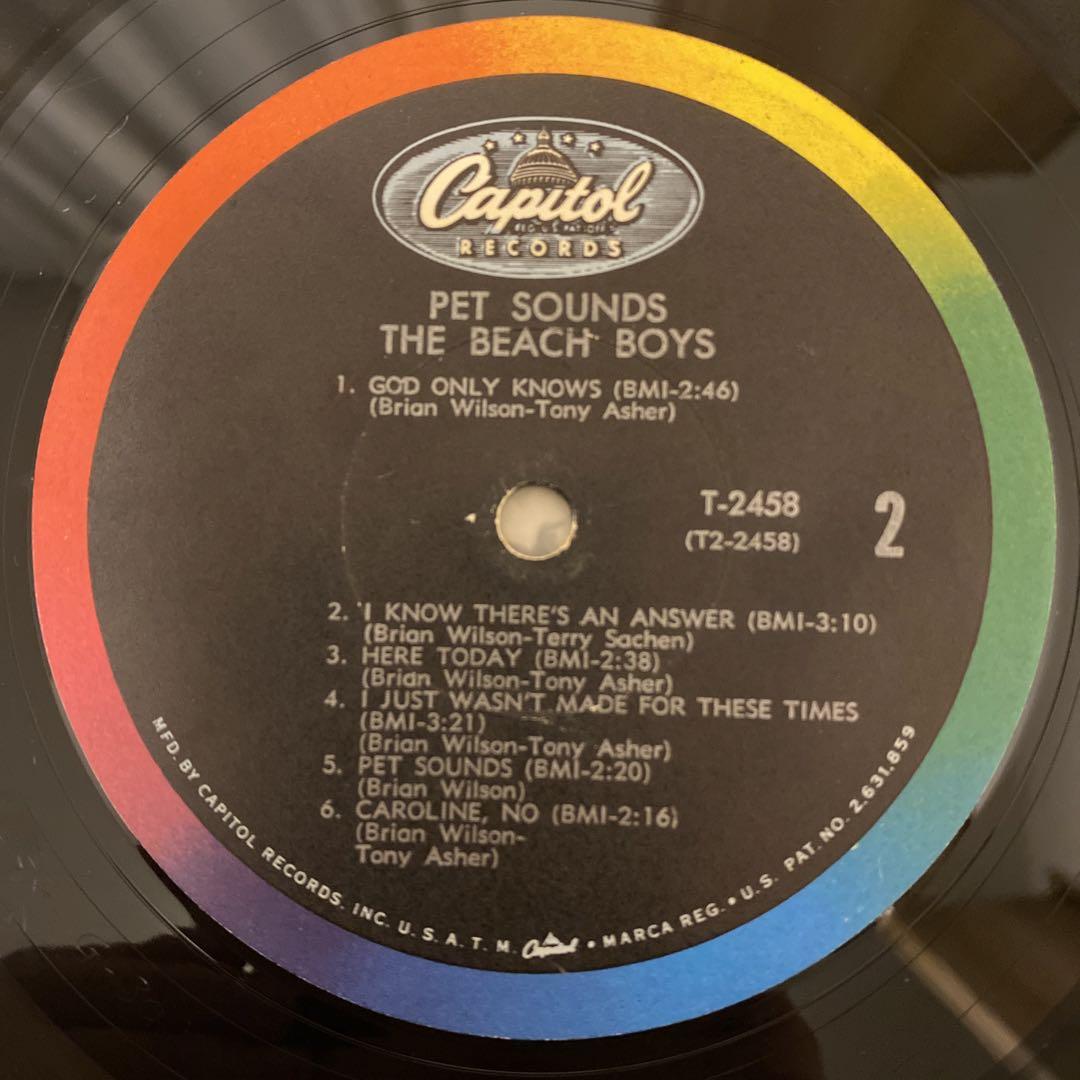 Capitol
REG. U.S. PAT. OFF.
RECORDS
PET SOUNDS
THE BEACH BOYS
1. GOD ONLY KNOWS (BMI-2:46)
(Brian Wilson-Tony Asher)
T-2458
(T2-2458)
2
2. I KNOW THERE'S AN ANSWER (BMI-3:10)
(Brian Wilson-Terry Sachen)
3. HERE TODAY (BMI-2:38)
(Brian Wilson-Tony Asher)
4. I JUST WASN'T MADE FOR THESE TIMES
(BMI-3:21)
(Brian Wilson-Tony Asher)
5. PET SOUNDS (BMI-2:20)
(Brian Wilson)
6. CAROLINE, NO (BMI-2:16)
(Brian Wilson-
Tony Asher)
MFD. BY CAPITOL RECORDS, INC. U.S.A. T.M. Capitol • MARCA REG. • U.S. PAT. NO. 2,631,859